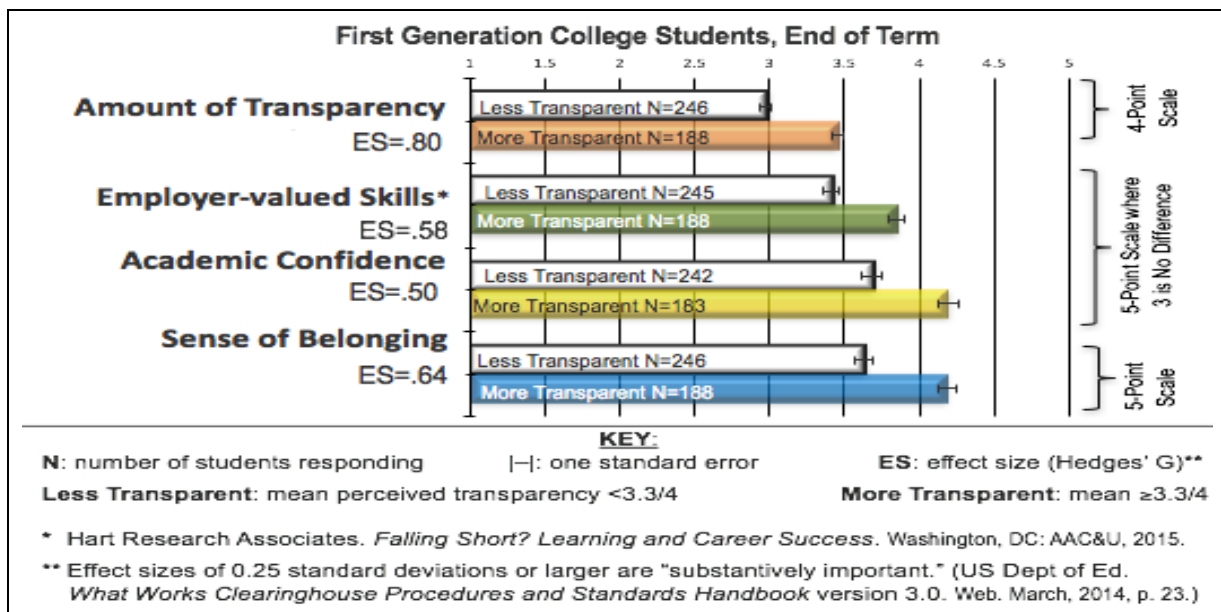 First Generation College Students, End of Term
1 1.5 2 2.5 3 3.5 4 4.5 5
Amount of Transparency
ES=.80
Less Transparent N=246
More Transparent N=188
4-Point
Scale
Employer-valued Skills*
ES=.58
Less Transparent N=245
More Transparent N=188
Academic Confidence
ES=.50
Less Transparent N=242
More Transparent N=183
5-Point Scale where
3 is No Difference
Sense of Belonging
ES=.64
Less Transparent N=246
More Transparent N=188
5-Point
Scale
KEY:
N: number of students responding |–|: one standard error ES: effect size (Hedges' G)**
Less Transparent: mean perceived transparency <3.3/4 More Transparent: mean ≥3.3/4
* Hart Research Associates. Falling Short? Learning and Career Success. Washington, DC: AAC&U, 2015.
** Effect sizes of 0.25 standard deviations or larger are “substantively important.” (US Dept of Ed.
What Works Clearinghouse Procedures and Standards Handbook version 3.0. Web. March, 2014, p. 23.)